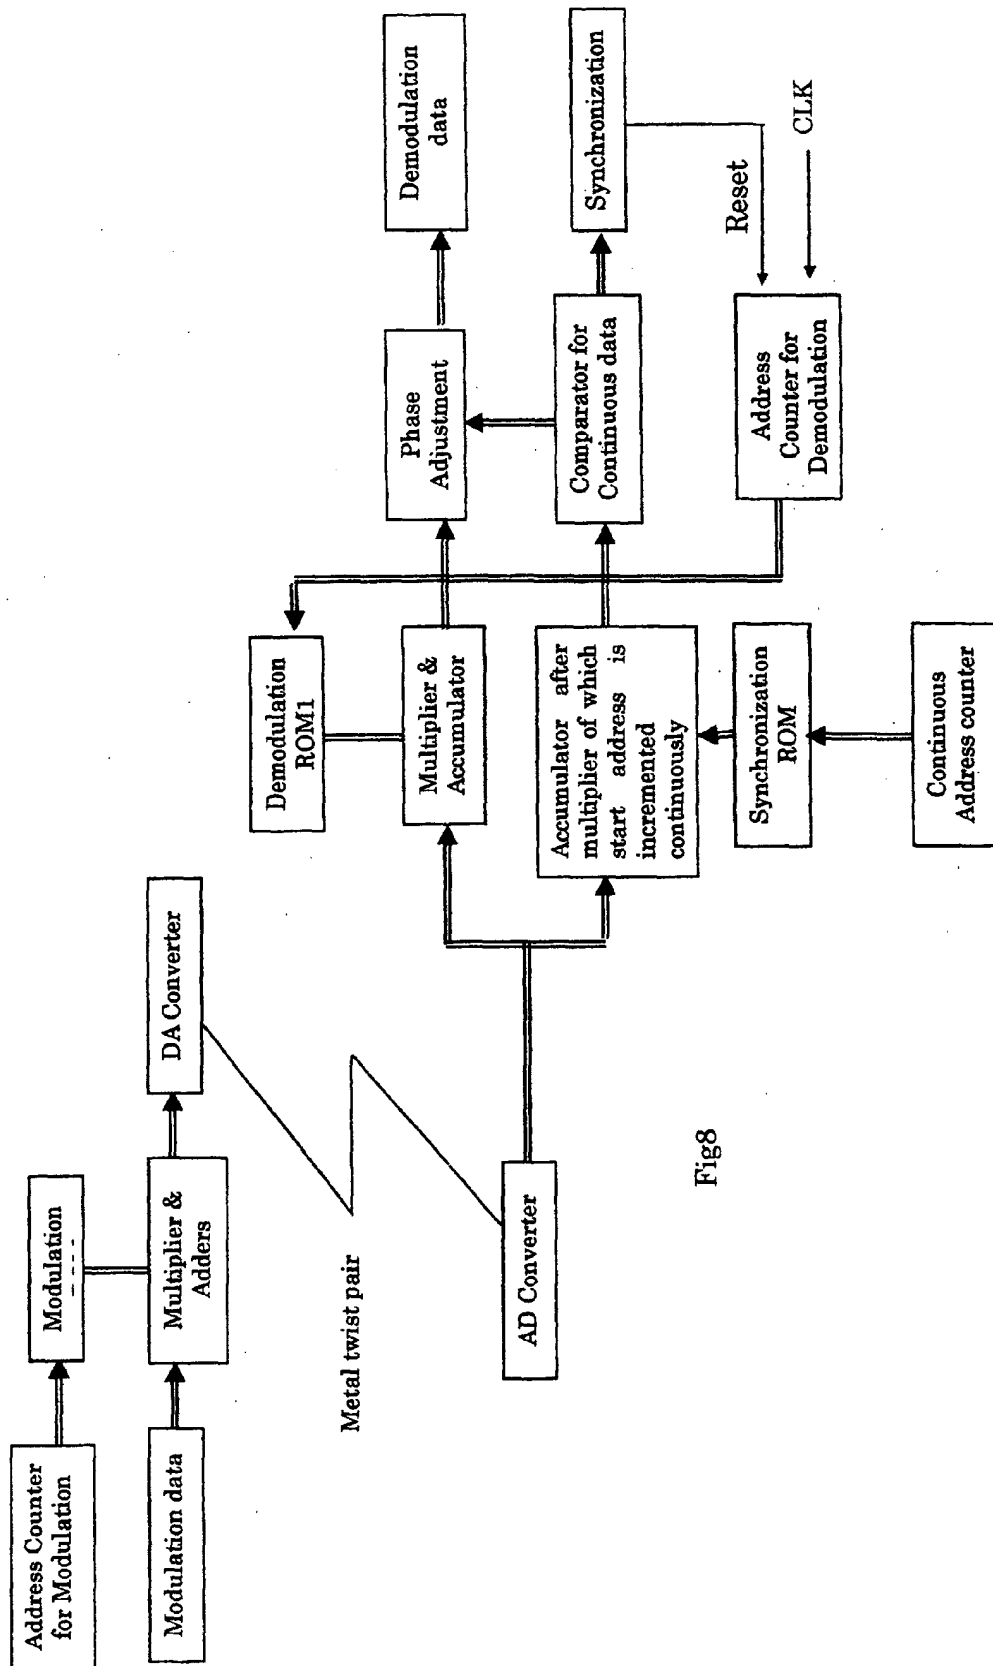 Address Counter
for Modulation
Modulation
Modulation data
Multiplier &
Adders
DA Converter
Metal twist pair
AD Converter
Demodulation
ROM1
Multiplier &
Accumulator
Phase
Adjustment
Demodulation
data
Accumulator after
multiplier of which
start address is
incremented
continuously
Comparator for
Continuous data
Synchronization
Synchronization
ROM
Continuous
Address counter
Address
Counter for
Demodulation
Reset
CLK
Fig8